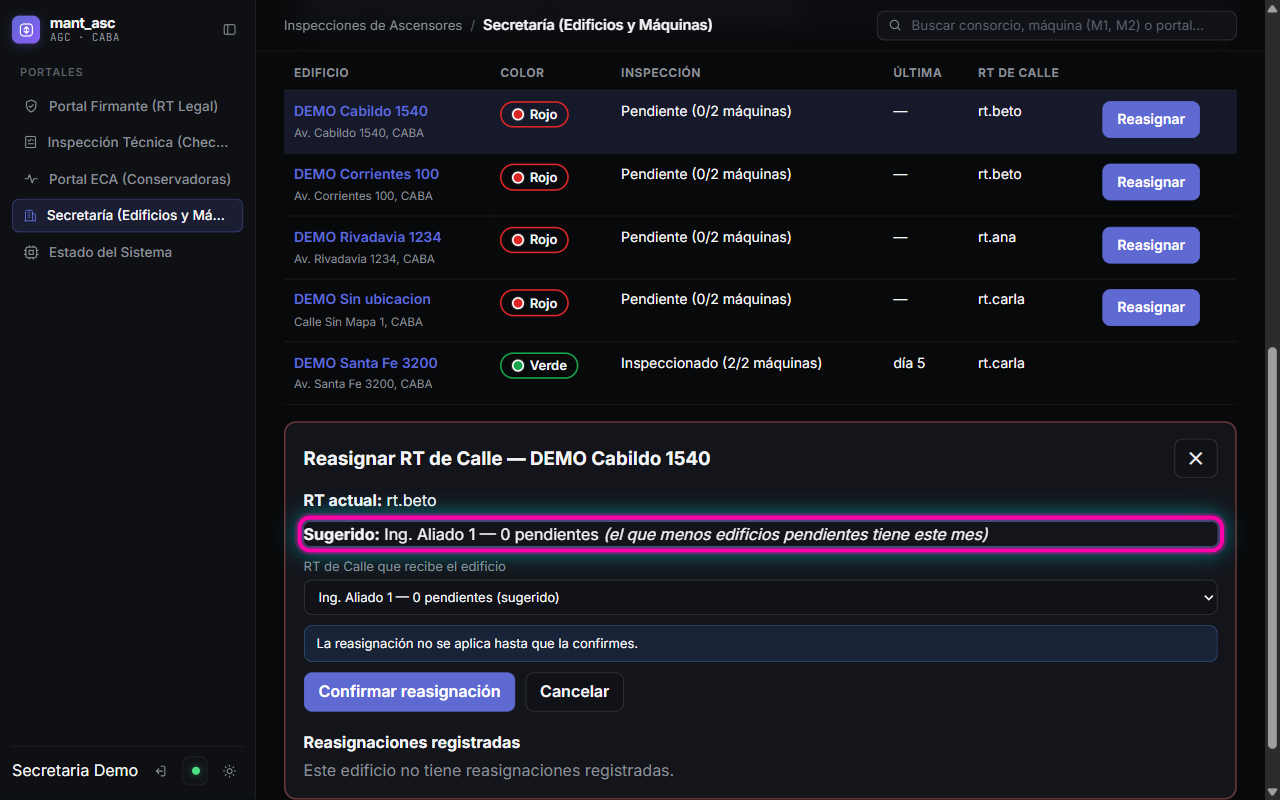 mant_asc
AGC · CABA
PORTALES
Portal Firmante (RT Legal)
Inspección Técnica (Chec...
Portal ECA (Conservadoras)
Secretaría (Edificios y Má...
Estado del Sistema
Secretaria Demo
Inspecciones de Ascensores / Secretaría (Edificios y Máquinas)
Buscar consorcio, máquina (M1, M2) o portal...
EDIFICIO COLOR INSPECCIÓN ÚLTIMA RT DE CALLE
DEMO Cabildo 1540 Rojo Pendiente (0/2 máquinas) — rt.beto Reasignar
Av. Cabildo 1540, CABA
DEMO Corrientes 100 Rojo Pendiente (0/2 máquinas) — rt.beto Reasignar
Av. Corrientes 100, CABA
DEMO Rivadavia 1234 Rojo Pendiente (0/2 máquinas) — rt.ana Reasignar
Av. Rivadavia 1234, CABA
DEMO Sin ubicacion Rojo Pendiente (0/2 máquinas) — rt.carla Reasignar
Calle Sin Mapa 1, CABA
DEMO Santa Fe 3200 Verde Inspeccionado (2/2 máquinas) día 5 rt.carla
Av. Santa Fe 3200, CABA
Reasignar RT de Calle — DEMO Cabildo 1540
RT actual: rt.beto
Sugerido: Ing. Aliado 1 — 0 pendientes (el que menos edificios pendientes tiene este mes)
RT de Calle que recibe el edificio
Ing. Aliado 1 — 0 pendientes (sugerido)
La reasignación no se aplica hasta que la confirmes.
Confirmar reasignación Cancelar
Reasignaciones registradas
Este edificio no tiene reasignaciones registradas.